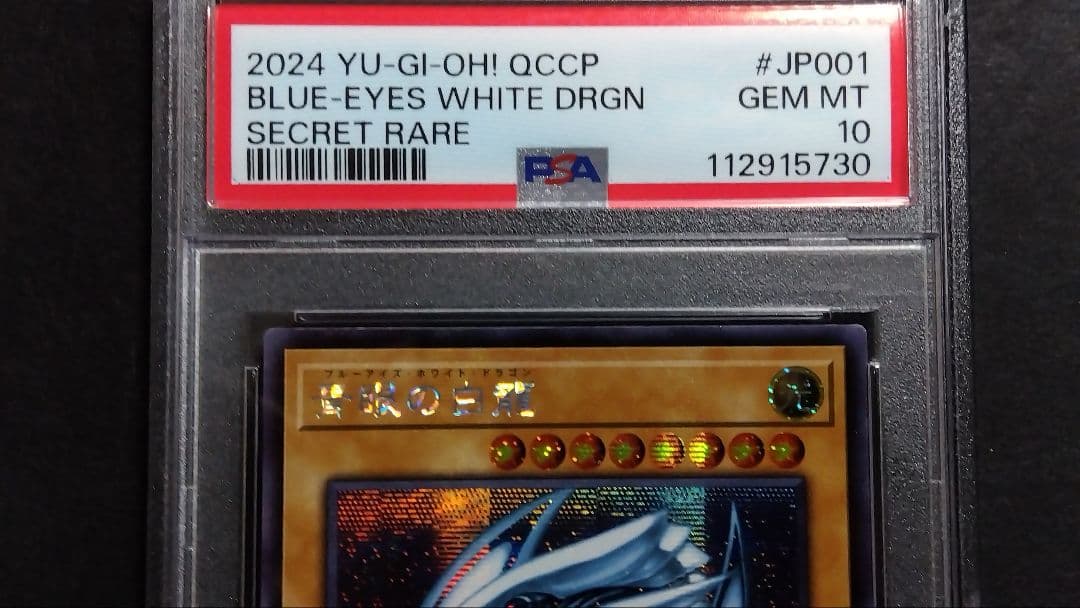 2024 YU-GI-OH! QCCP #JP001
BLUE-EYES WHITE DRGN GEM MT
SECRET RARE 10
PSA 112915730
ブルーアイズ・ホワイト・ドラゴン
青眼の白龍